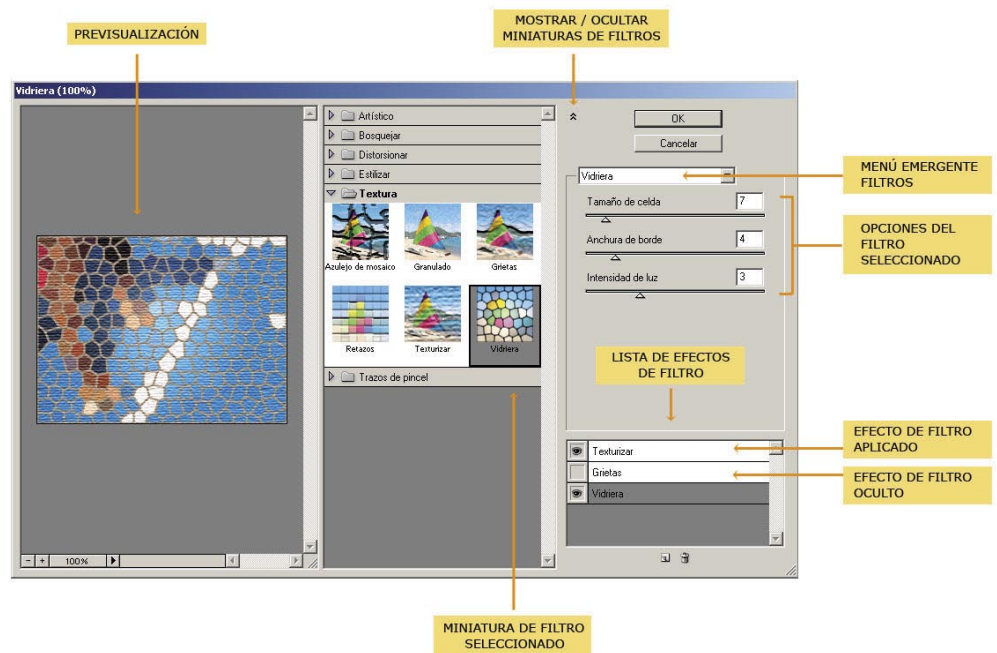 PREVISUALIZACIÓN
MOSTRAR / OCULTAR
MINIATURAS DE FILTROS
Vidriera (100%)
Artístico
Bosquejar
Distorsionar
Estilizar
Textura
Azulejo de mosaico
Granulado
Grietas
Retazos
Texturizar
Vidriera
Trazos de pincel
OK
Cancelar
Vidriera
Tamaño de celda
7
Anchura de borde
4
Intensidad de luz
3
MENÚ EMERGENTE
FILTROS
OPCIONES DEL
FILTRO
SELECCIONADO
LISTA DE EFECTOS
DE FILTRO
Texturizar
Grietas
Vidriera
EFECTO DE FILTRO
APLICADO
EFECTO DE FILTRO
OCULTO
- + 100%
MINIATURA DE FILTRO
SELECCIONADO